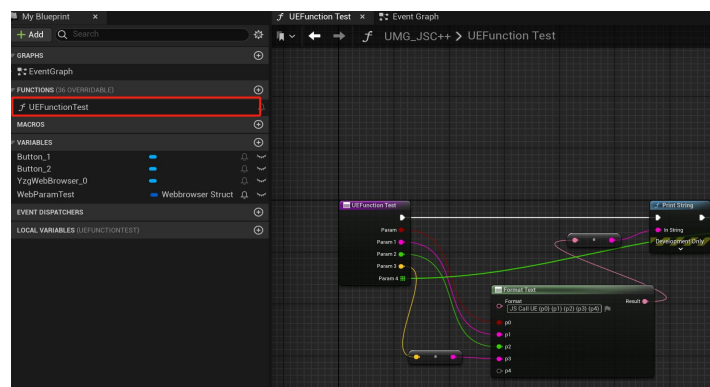 My Blueprint ×
+ Add Search
GRAPHS
EventGraph
FUNCTIONS (36 OVERRIDABLE)
f UEFunctionTest
MACROS
VARIABLES
Button_1
Button_2
YzgWebBrowser_0
WebParamTest Webbrowser Struct
EVENT DISPATCHERS
LOCAL VARIABLES (UEFUNCTIONTEST)
f UEFunction Test × Event Graph
f UMG_JSC++ > UEFunction Test
UEFunction Test
Param
Param 1
Param 2
Param 3
Param 4
f Print String
In String
Development Only
Format Text
Format
JS Call UE {p0} {p1} {p2} {p3} {p4}
Result
p0
p1
p2
p3
p4